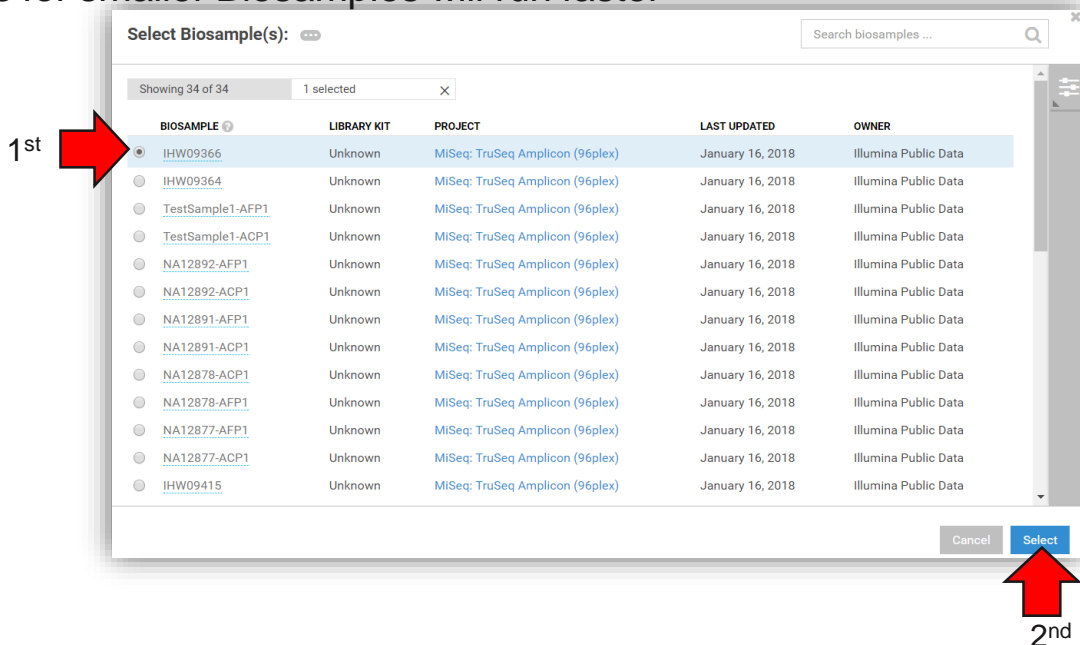 for smaller Biosamples will run faster
Select Biosample(s):
Search biosamples ...
Showing 34 of 34 1 selected
BIOSAMPLE LIBRARY KIT PROJECT LAST UPDATED OWNER
1st
IHW09366 Unknown MiSeq: TruSeq Amplicon (96plex) January 16, 2018 Illumina Public Data
IHW09364 Unknown MiSeq: TruSeq Amplicon (96plex) January 16, 2018 Illumina Public Data
TestSample1-AFP1 Unknown MiSeq: TruSeq Amplicon (96plex) January 16, 2018 Illumina Public Data
TestSample1-ACP1 Unknown MiSeq: TruSeq Amplicon (96plex) January 16, 2018 Illumina Public Data
NA12892-AFP1 Unknown MiSeq: TruSeq Amplicon (96plex) January 16, 2018 Illumina Public Data
NA12892-ACP1 Unknown MiSeq: TruSeq Amplicon (96plex) January 16, 2018 Illumina Public Data
NA12891-AFP1 Unknown MiSeq: TruSeq Amplicon (96plex) January 16, 2018 Illumina Public Data
NA12891-ACP1 Unknown MiSeq: TruSeq Amplicon (96plex) January 16, 2018 Illumina Public Data
NA12878-ACP1 Unknown MiSeq: TruSeq Amplicon (96plex) January 16, 2018 Illumina Public Data
NA12878-AFP1 Unknown MiSeq: TruSeq Amplicon (96plex) January 16, 2018 Illumina Public Data
NA12877-AFP1 Unknown MiSeq: TruSeq Amplicon (96plex) January 16, 2018 Illumina Public Data
NA12877-ACP1 Unknown MiSeq: TruSeq Amplicon (96plex) January 16, 2018 Illumina Public Data
IHW09415 Unknown MiSeq: TruSeq Amplicon (96plex) January 16, 2018 Illumina Public Data
Cancel Select
2nd